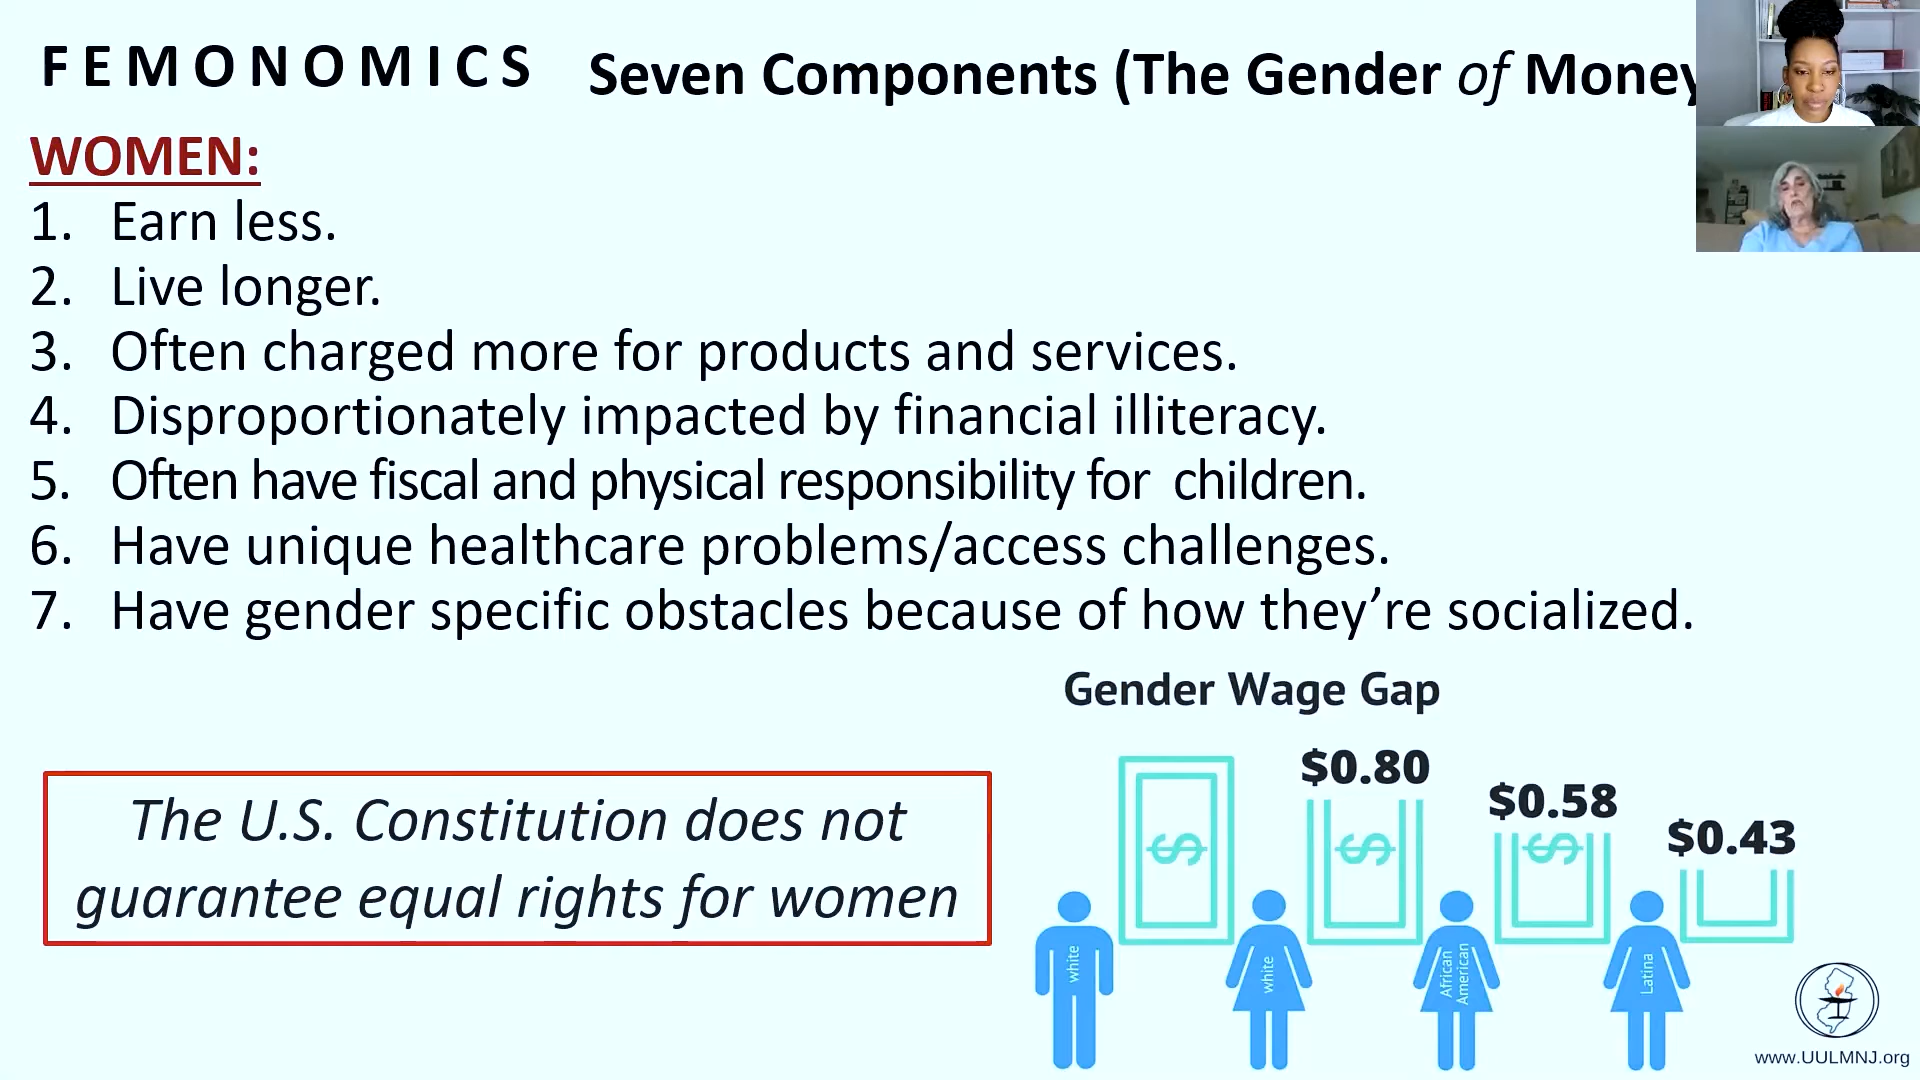 FEMONOMICS
Seven Components (The Gender of Money
WOMEN:
1. Earn less.
2. Live longer.
3. Often charged more for products and services.
4. Disproportionately impacted by financial illiteracy.
5. Often have fiscal and physical responsibility for children.
6. Have unique healthcare problems/access challenges.
7. Have gender specific obstacles because of how they’re socialized.
The U.S. Constitution does not
guarantee equal rights for women
Gender Wage Gap
$
$0.80
$
$0.58
$
$0.43
white
white
African
American
Latina
www.UULMNJ.org